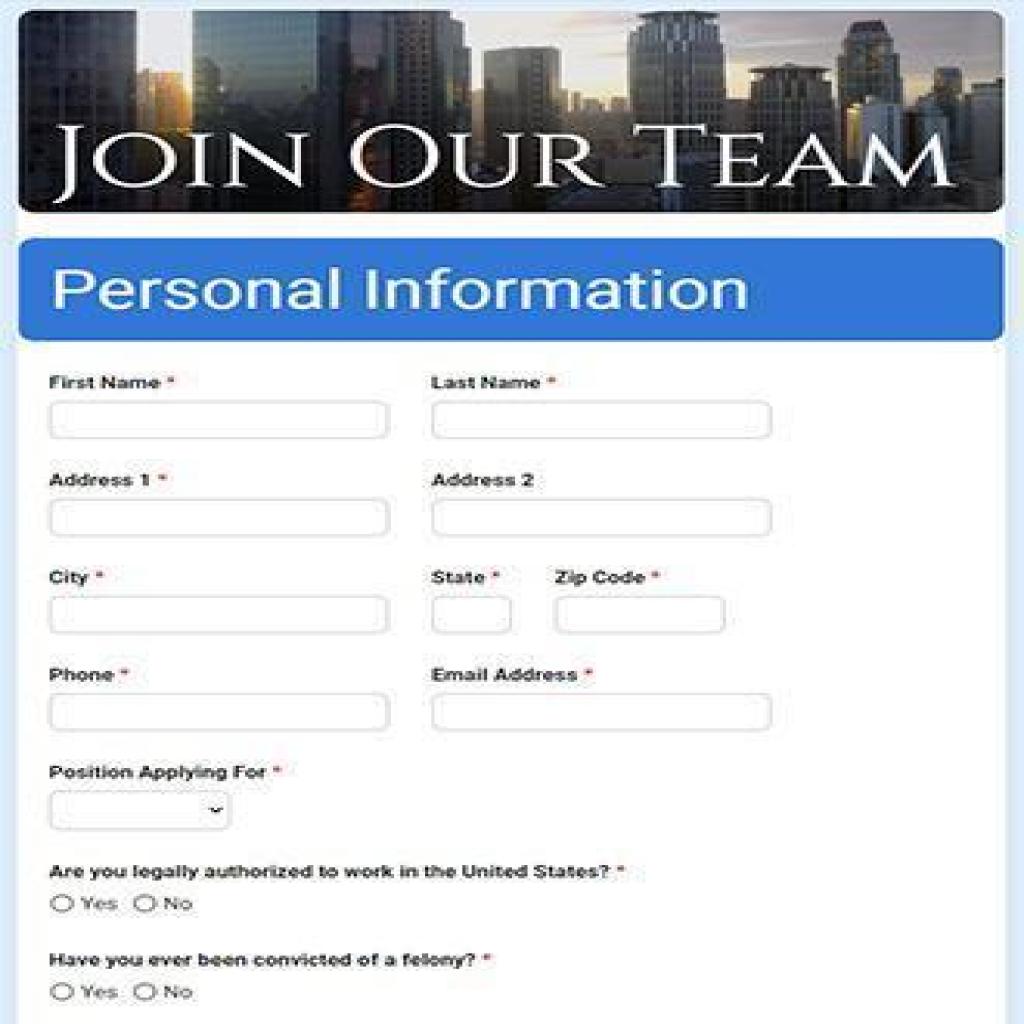 JOIN OUR TEAM
Personal Information
First Name * Last Name *
Address 1 * Address 2
City * State * Zip Code *
Phone * Email Address *
Position Applying For *
Are you legally authorized to work in the United States? *
Yes No
Have you ever been convicted of a felony? *
Yes No